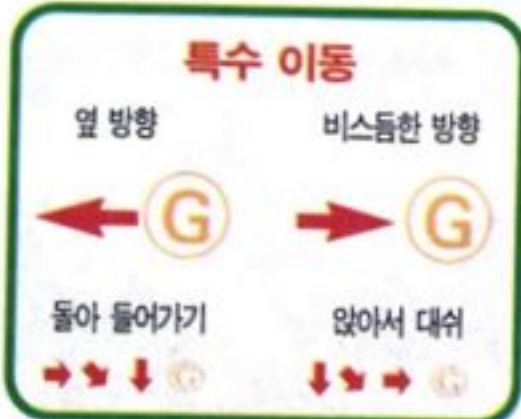 특수 이동
옆 방향 비스듬한 방향
← G → G
돌아 들어가기 앉아서 대쉬
→ ↘ ↓ G ↓ ↘ → G